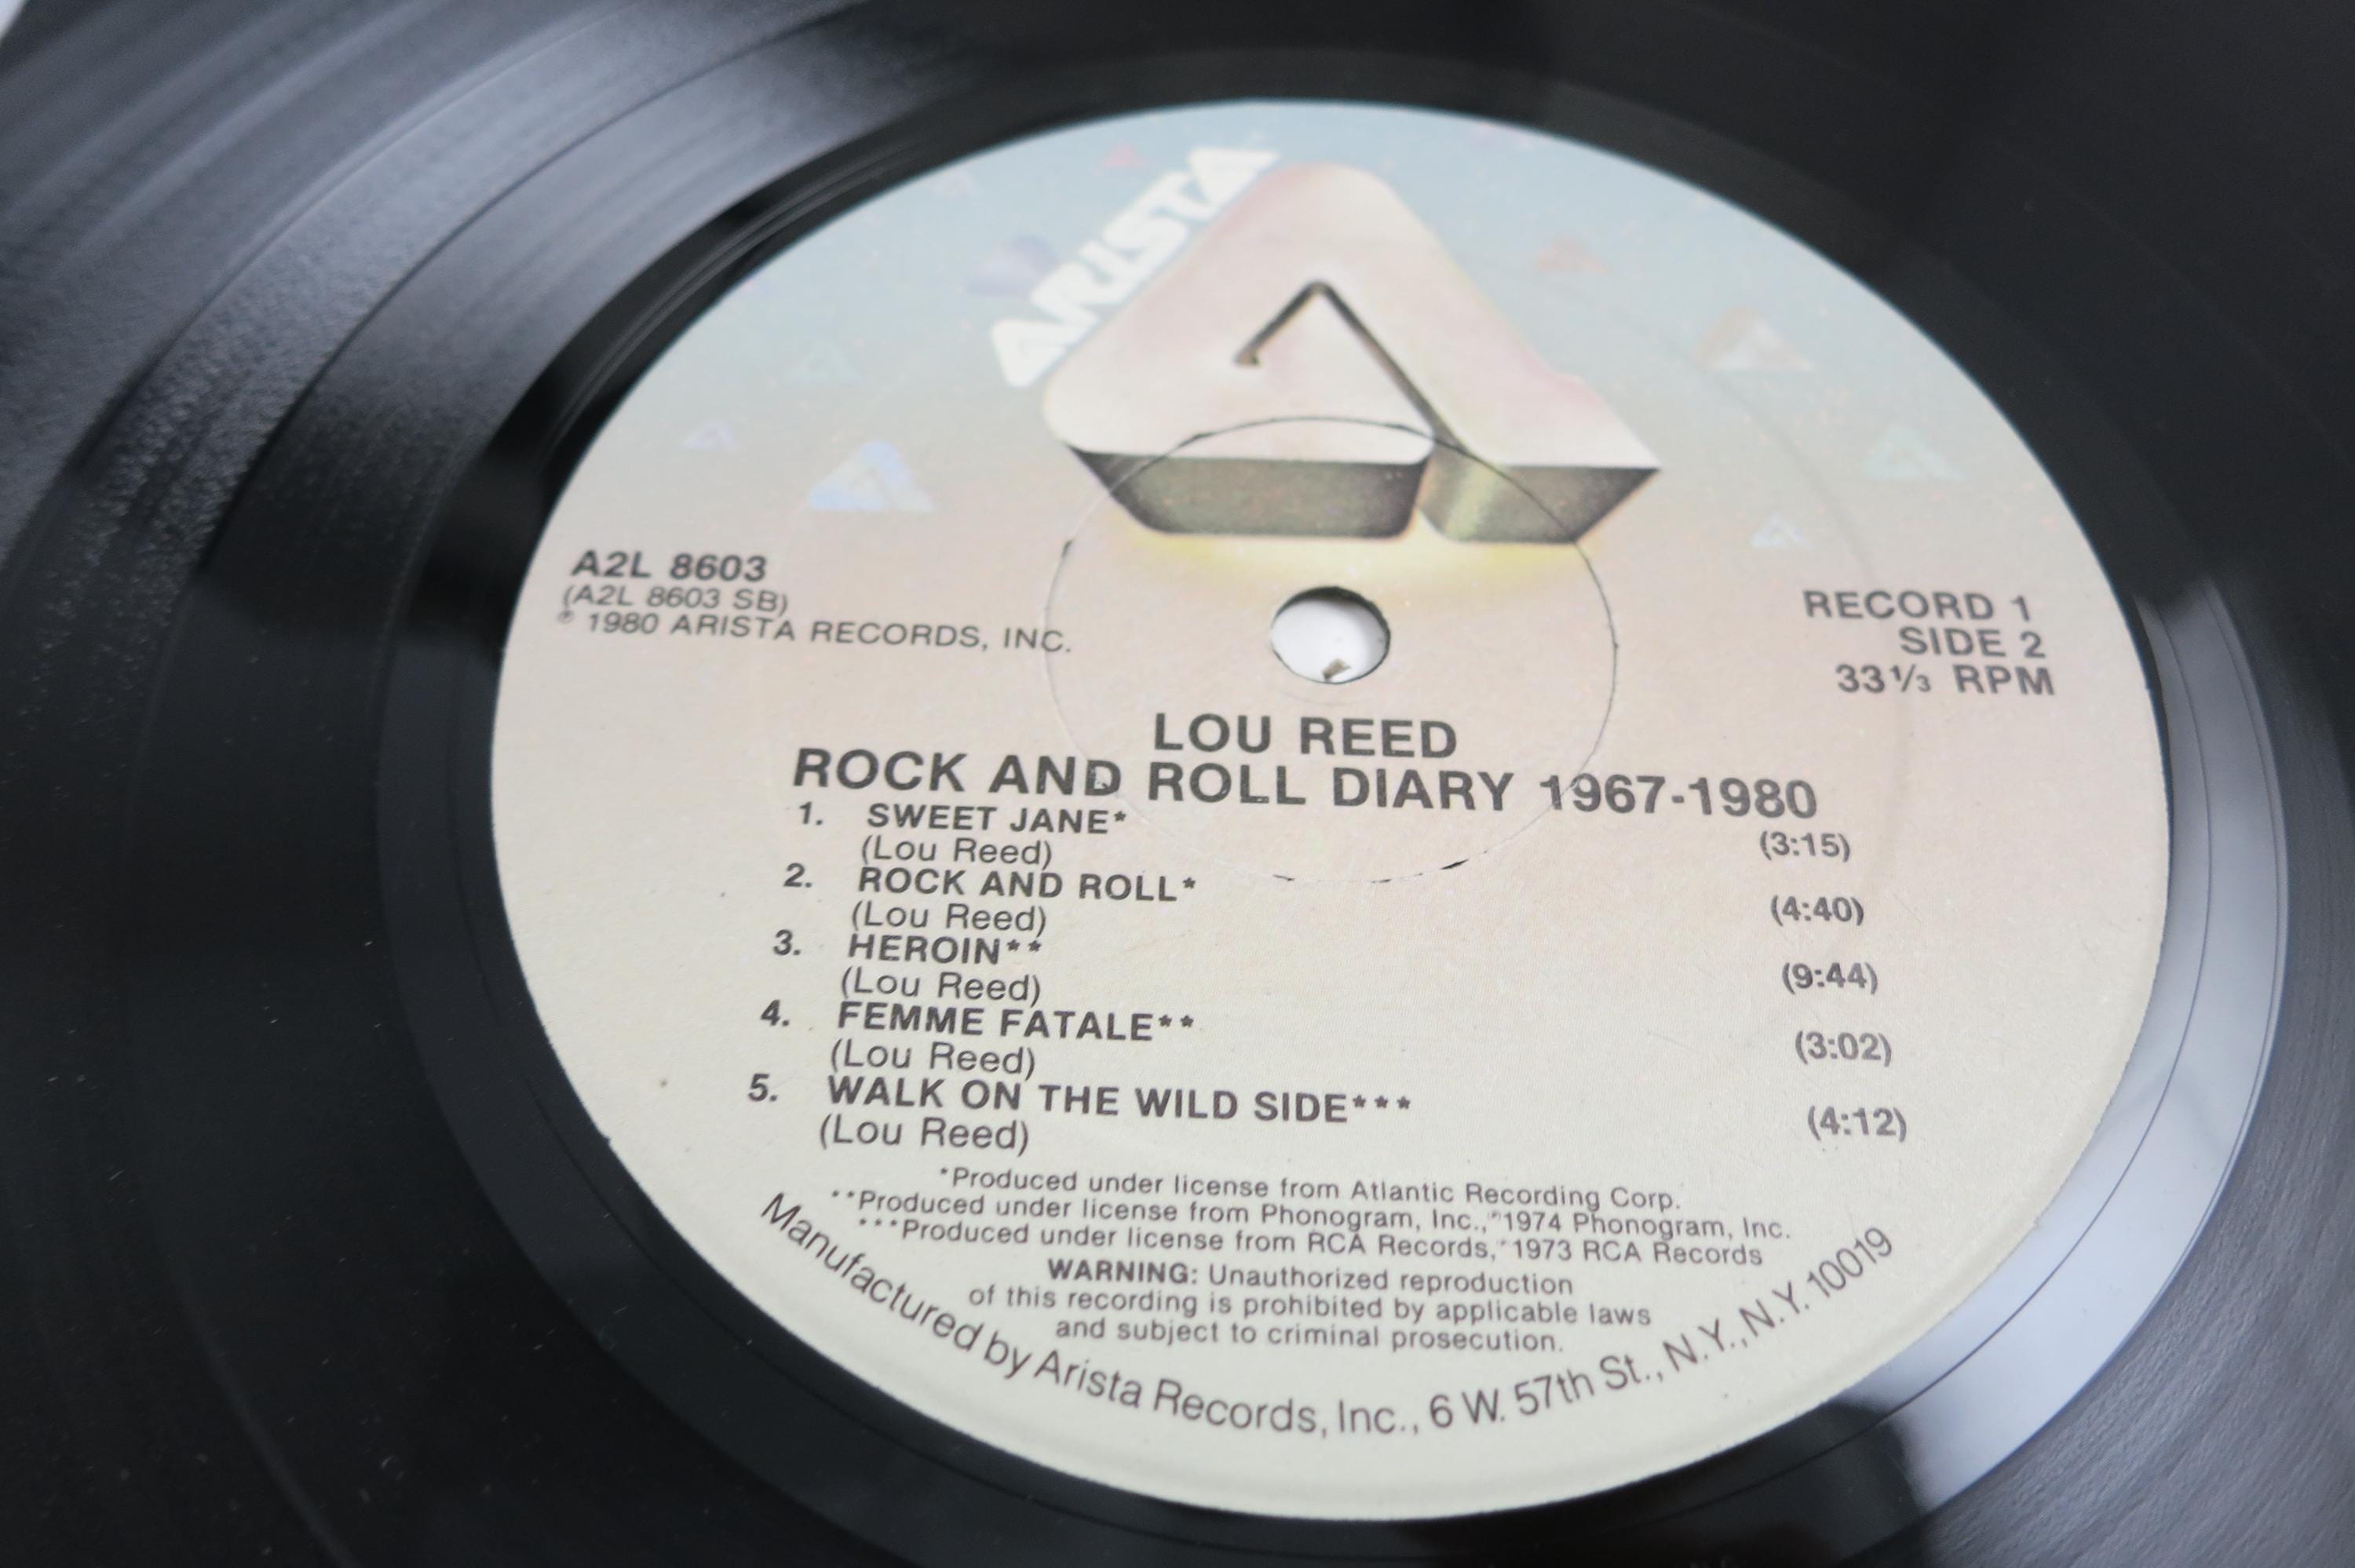 ARISTA
A2L 8603
(A2L 8603 SB)
℗ 1980 ARISTA RECORDS, INC.
RECORD 1
SIDE 2
33⅓ RPM
LOU REED
ROCK AND ROLL DIARY 1967-1980
1. SWEET JANE* (3:15)
(Lou Reed)
2. ROCK AND ROLL* (4:40)
(Lou Reed)
3. HEROIN** (9:44)
(Lou Reed)
4. FEMME FATALE** (3:02)
(Lou Reed)
5. WALK ON THE WILD SIDE*** (4:12)
(Lou Reed)
*Produced under license from Atlantic Recording Corp.
**Produced under license from Phonogram, Inc., ℗1974 Phonogram, Inc.
***Produced under license from RCA Records, ℗1973 RCA Records
WARNING: Unauthorized reproduction
of this recording is prohibited by applicable laws
and subject to criminal prosecution.
Manufactured by Arista Records, Inc., 6 W. 57th St., N.Y., N.Y. 10019